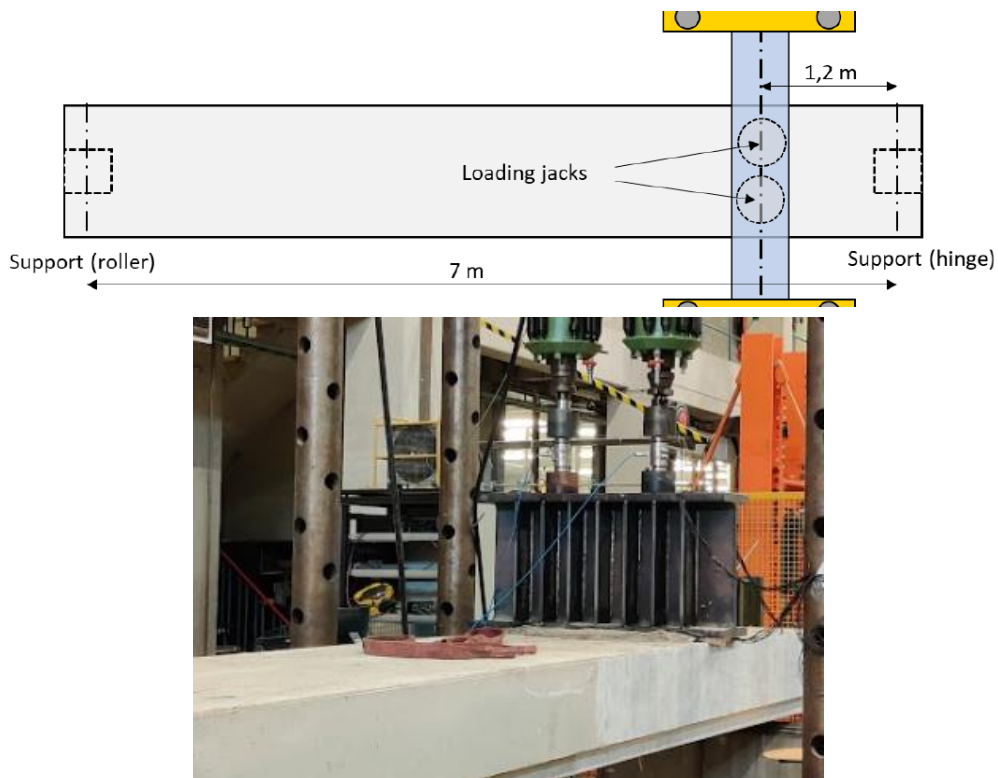 1,2 m
Loading jacks
Support (roller)
Support (hinge)
7 m